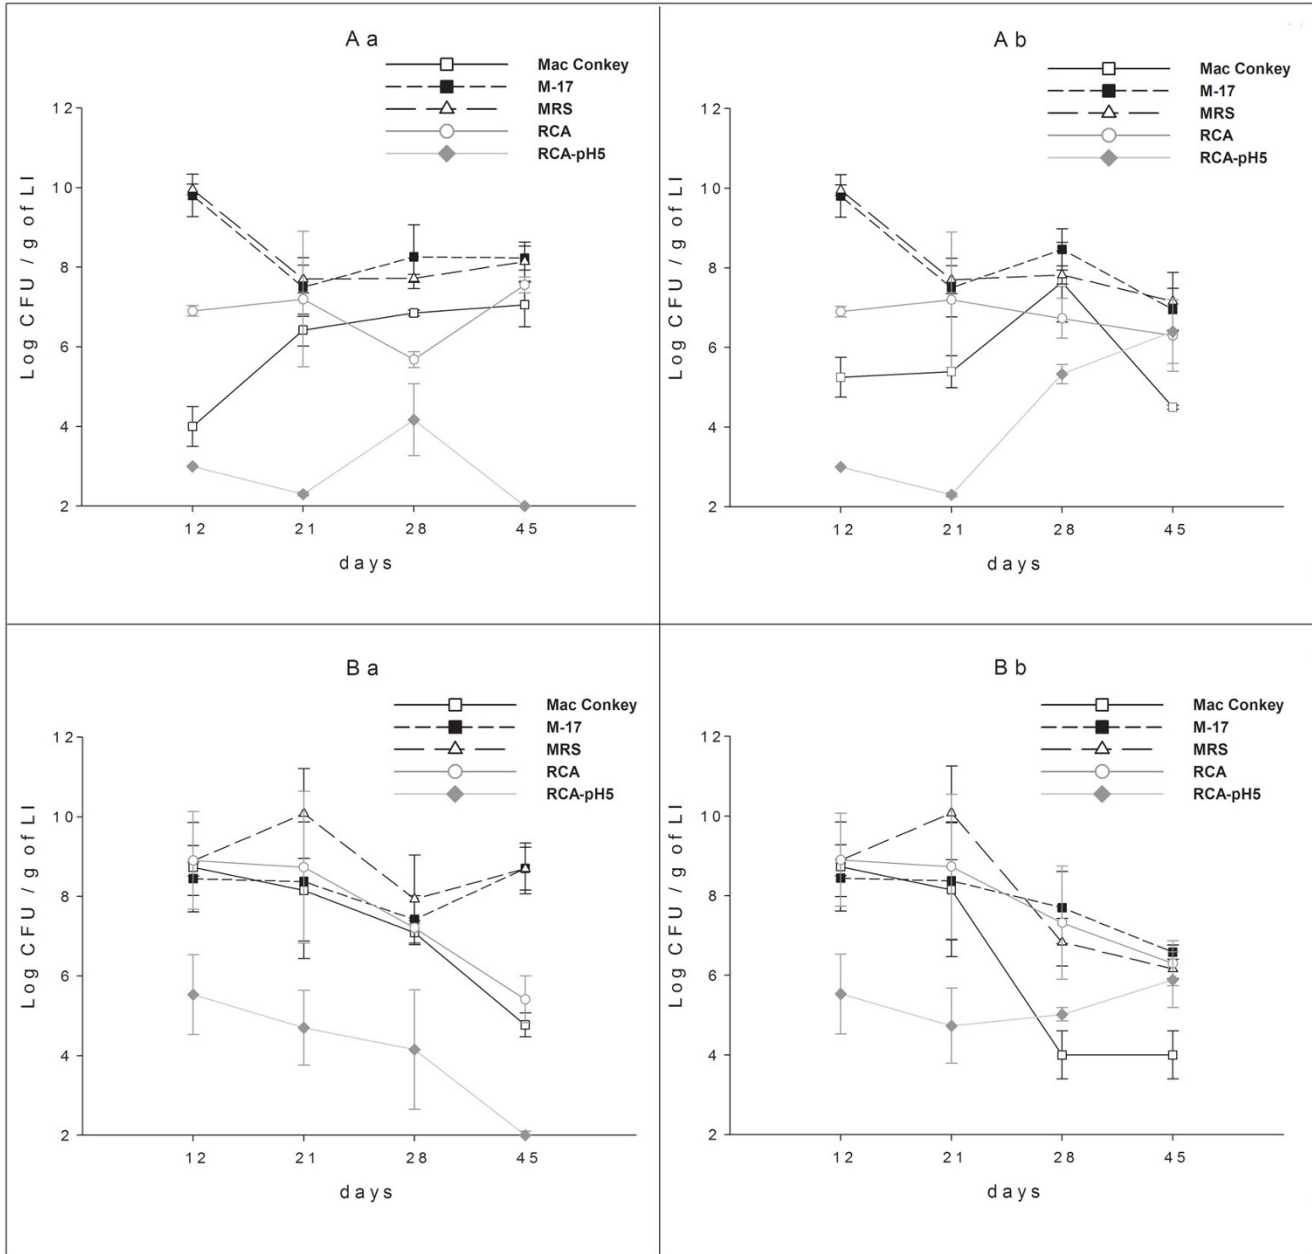 A a
Mac Conkey
M-17
MRS
RCA
RCA-pH5
Log CFU / g of LI
12
10
8
6
4
2
12 21 28 45
days
A b
Mac Conkey
M-17
MRS
RCA
RCA-pH5
Log CFU / g of LI
12
10
8
6
4
2
12 21 28 45
days
B a
Mac Conkey
M-17
MRS
RCA
RCA-pH5
Log CFU / g of LI
12
10
8
6
4
2
12 21 28 45
days
B b
Mac Conkey
M-17
MRS
RCA
RCA-pH5
Log CFU / g of LI
12
10
8
6
4
2
12 21 28 45
days